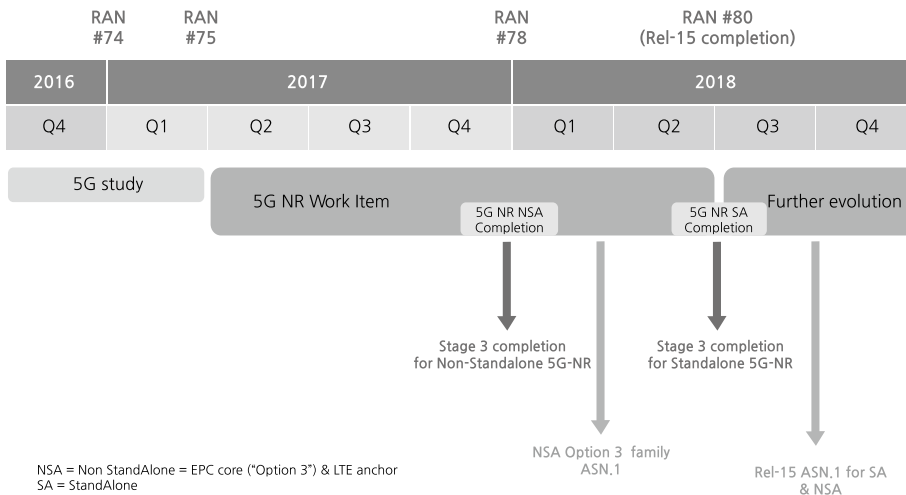 RAN
#74
RAN
#75
RAN
#78
RAN #80
(Rel-15 completion)
2016
2017
2018
Q4
Q1
Q2
Q3
Q4
Q1
Q2
Q3
Q4
5G study
5G NR Work Item
Further evolution
5G NR NSA
Completion
5G NR SA
Completion
Stage 3 completion
for Non-Standalone 5G-NR
Stage 3 completion
for Standalone 5G-NR
NSA Option 3 family
ASN.1
Rel-15 ASN.1 for SA
& NSA
NSA = Non StandAlone = EPC core ("Option 3") & LTE anchor
SA = StandAlone